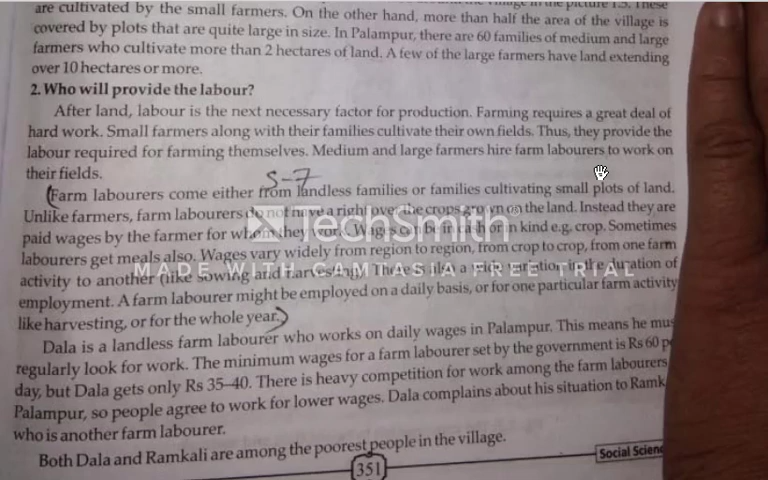 are cultivated by the small farmers. On the other hand, more than half the area of the village is
covered by plots that are quite large in size. In Palampur, there are 60 families of medium and large
farmers who cultivate more than 2 hectares of land. A few of the large farmers have land extending
over 10 hectares or more.
2. Who will provide the labour?
After land, labour is the next necessary factor for production. Farming requires a great deal of
hard work. Small farmers along with their families cultivate their own fields. Thus, they provide the
labour required for farming themselves. Medium and large farmers hire farm labourers to work on
their fields.
S-7
(Farm labourers come either from landless families or families cultivating small plots of land.
Unlike farmers, farm labourers do not have a right over the crops grown on the land. Instead they are
paid wages by the farmer for whom they work. Wages can be in cash or in kind e.g. crop. Sometimes
TechSmith®
labourers get meals also. Wages vary widely from region to region, from crop to crop, from one farm
MADE WITH CAMTASIA FREE TRIAL
activity to another (like sowing and harvesting). There is also a wide variation in the duration of
employment. A farm labourer might be employed on a daily basis, or for one particular farm activity
like harvesting, or for the whole year.)
Dala is a landless farm labourer who works on daily wages in Palampur. This means he
regularly look for work. The minimum wages for a farm labourer set by the government is Rs 60
day, but Dala gets only Rs 35–40. There is heavy competition for work among the farm labourers
Palampur, so people agree to work for lower wages. Dala complains about his situation to
who is another farm labourer.
Both Dala and Ramkali are among the poorest people in the village.
351
Social